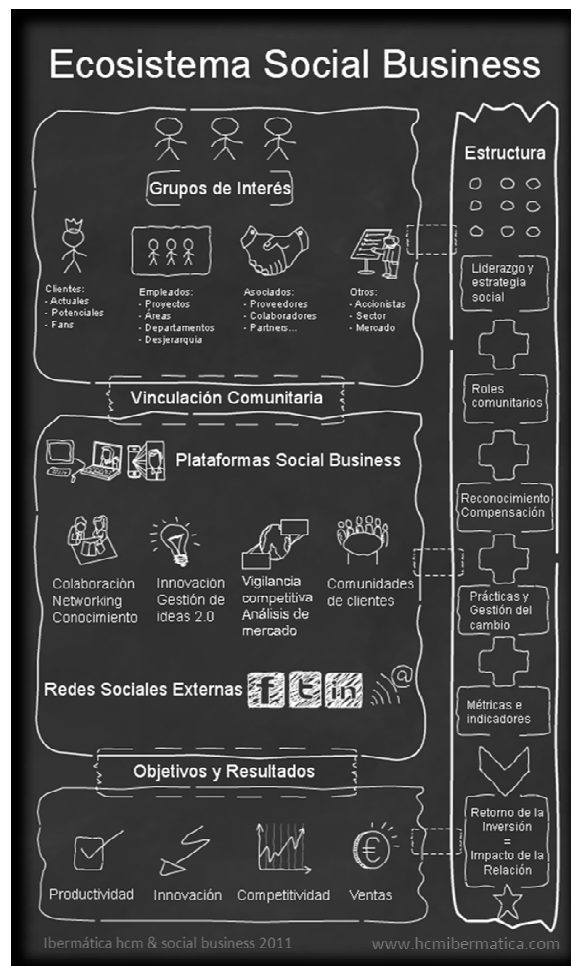 Ecosistema Social Business
Grupos de Interés
Clientes:
- Actuales
- Potenciales
- Fans
Empleados:
- Proyectos
- Áreas
- Departamentos
- Desjerarquía
Asociados:
- Proveedores
- Colaboradores
- Partners...
Otros:
- Accionistas
- Sector
- Mercado
Vinculación Comunitaria
Plataformas Social Business
Colaboración
Networking
Conocimiento
Innovación
Gestión de
ideas 2.0
Vigilancia
competitiva
Análisis de
mercado
Comunidades
de clientes
Redes Sociales Externas
f
t
in
@
Objetivos y Resultados
Productividad
Innovación
Competitividad
€
Ventas
Estructura
Liderazgo y
estrategia
social
Roles
comunitarios
Reconocimiento
Compensación
Prácticas y
Gestión del
cambio
Métricas e
indicadores
Retorno de la
Inversión
=
Impacto de la
Relación
Ibermática hcm & social business 2011
www.hcmibermatica.com